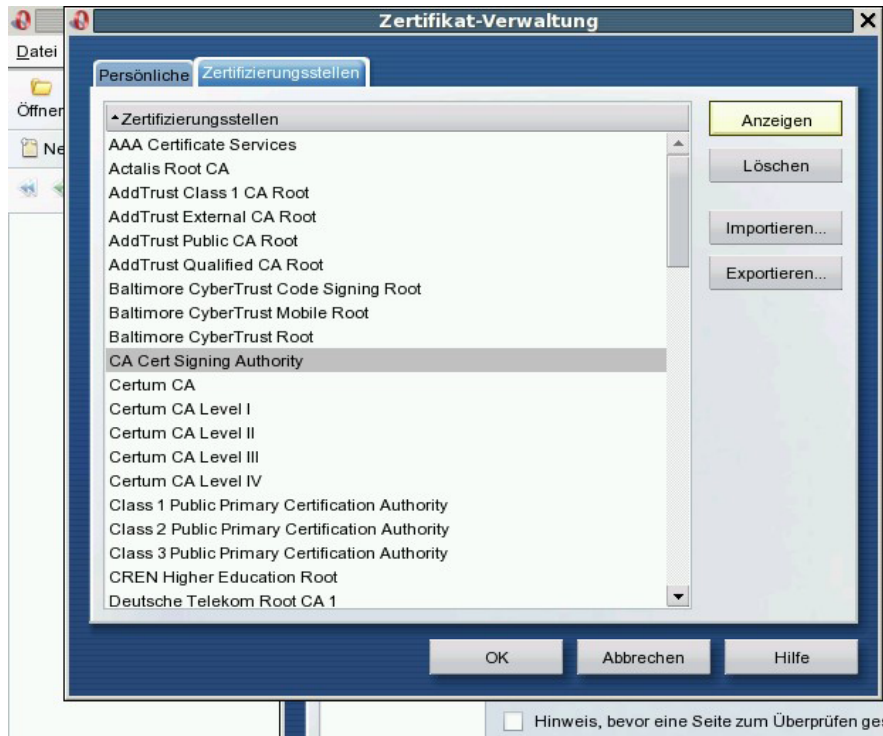 Zertifikat-Verwaltung
Datei
Öffner
Ne
Persönliche
Zertifizierungsstellen
Zertifizierungsstellen
AAA Certificate Services
Actalis Root CA
AddTrust Class 1 CA Root
AddTrust External CA Root
AddTrust Public CA Root
AddTrust Qualified CA Root
Baltimore CyberTrust Code Signing Root
Baltimore CyberTrust Mobile Root
Baltimore CyberTrust Root
CA Cert Signing Authority
Certum CA
Certum CA Level I
Certum CA Level II
Certum CA Level III
Certum CA Level IV
Class 1 Public Primary Certification Authority
Class 2 Public Primary Certification Authority
Class 3 Public Primary Certification Authority
CREN Higher Education Root
Deutsche Telekom Root CA 1
Anzeigen
Löschen
Importieren...
Exportieren...
OK
Abbrechen
Hilfe
Hinweis, bevor eine Seite zum Überprüfen ge